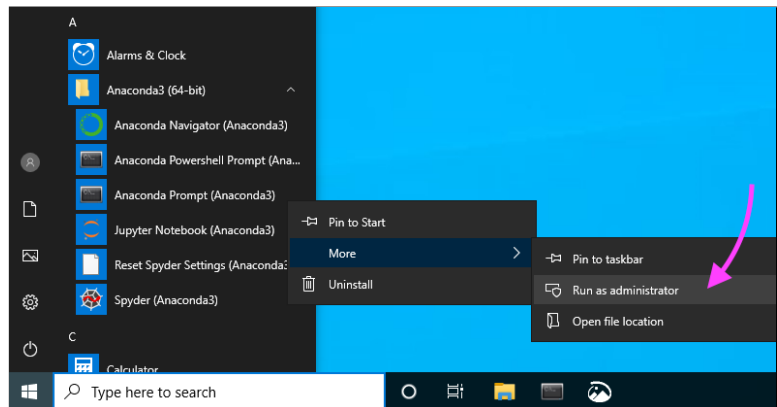 A
Alarms & Clock
Anaconda3 (64-bit)
Anaconda Navigator (Anaconda3)
Anaconda Powershell Prompt (Ana...
Anaconda Prompt (Anaconda3)
Jupyter Notebook (Anaconda3)
Reset Spyder Settings (Anaconda3
Spyder (Anaconda3)
C
Calculator
Pin to Start
More
Uninstall
Pin to taskbar
Run as administrator
Open file location
Type here to search